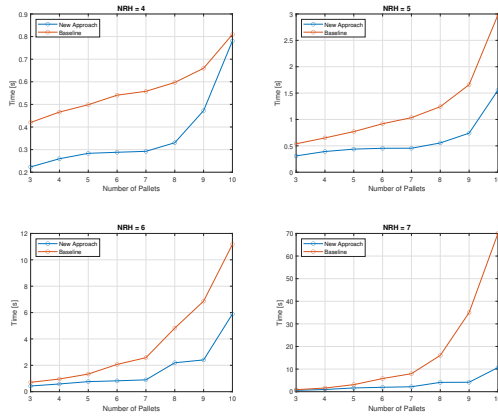 NRH = 4
0.9
0.8
0.7
0.6
0.5
0.4
0.3
0.2
Time [s]
New Approach
Baseline
3 4 5 6 7 8 9 10
Number of Pallets
NRH = 5
3
2.5
2
1.5
1
0.5
0
Time [s]
New Approach
Baseline
3 4 5 6 7 8 9 10
Number of Pallets
NRH = 6
12
10
8
6
4
2
0
Time [s]
New Approach
Baseline
3 4 5 6 7 8 9 10
Number of Pallets
NRH = 7
70
60
50
40
30
20
10
0
Time [s]
New Approach
Baseline
3 4 5 6 7 8 9 10
Number of Pallets